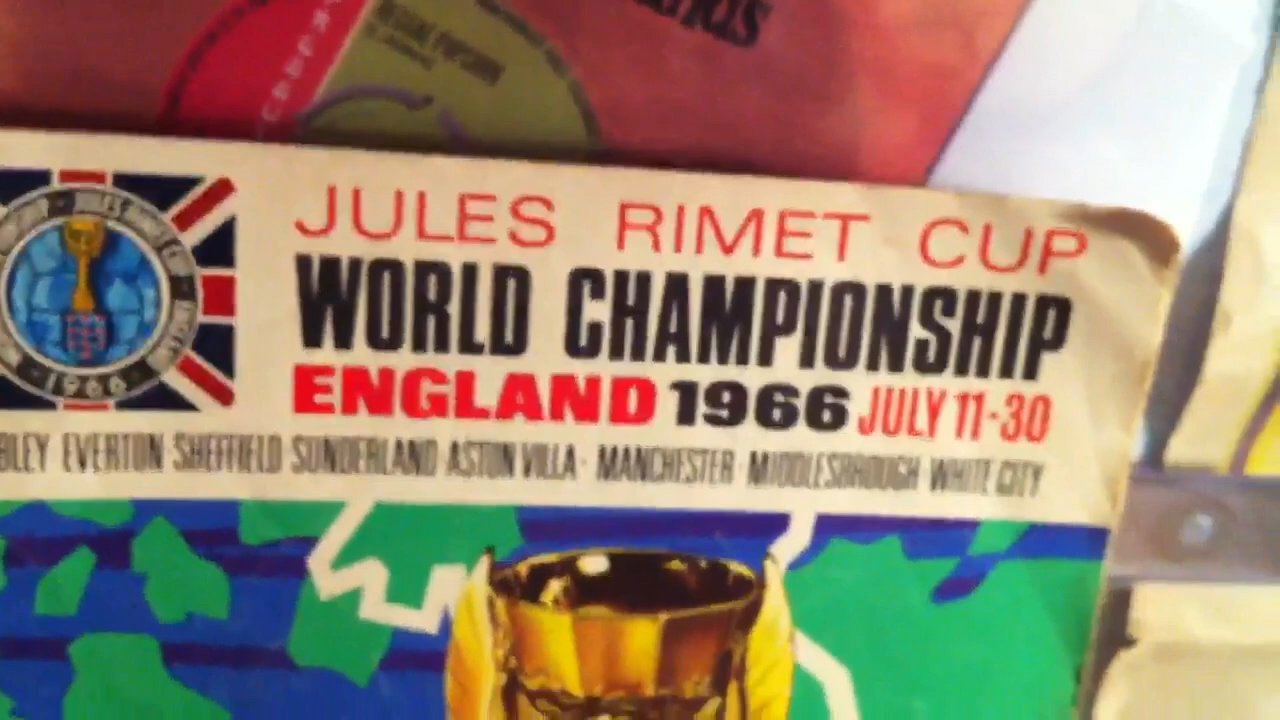 JULES RIMET CUP
WORLD CHAMPIONSHIP
ENGLAND 1966 JULY 11-30
EVERTON SHEFFIELD SUNDERLAND ASTON VILLA · MANCHESTER MIDDLESBROUGH WHITE CITY
1966